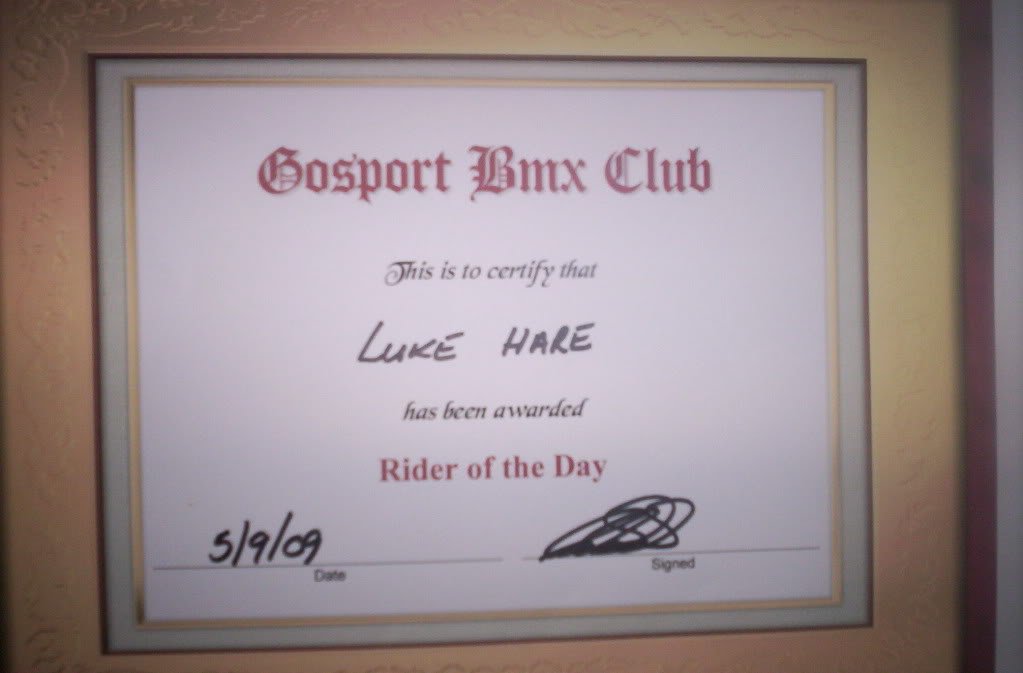 Gosport Bmx Club
This is to certify that
LUKE HARE
has been awarded
Rider of the Day
5/9/09
Date
Signed